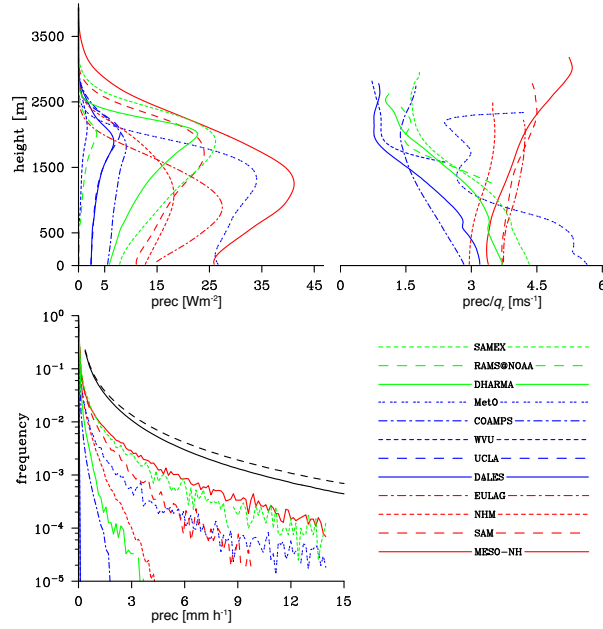 height [m]
3500
2500
1500
500
0
0 5 15 25 35 45
prec [Wm-2]
0 1.5 3 4.5 6
prec/qr [ms-1]
frequency
10⁰
10⁻¹
10⁻²
10⁻³
10⁻⁴
10⁻⁵
0 3 6 9 12 15
prec [mm h-1]
SAMEX
RAMS@NOAA
DHARMA
MetO
COAMPS
WVU
UCLA
DALES
EULAG
NHM
SAM
MESO-NH